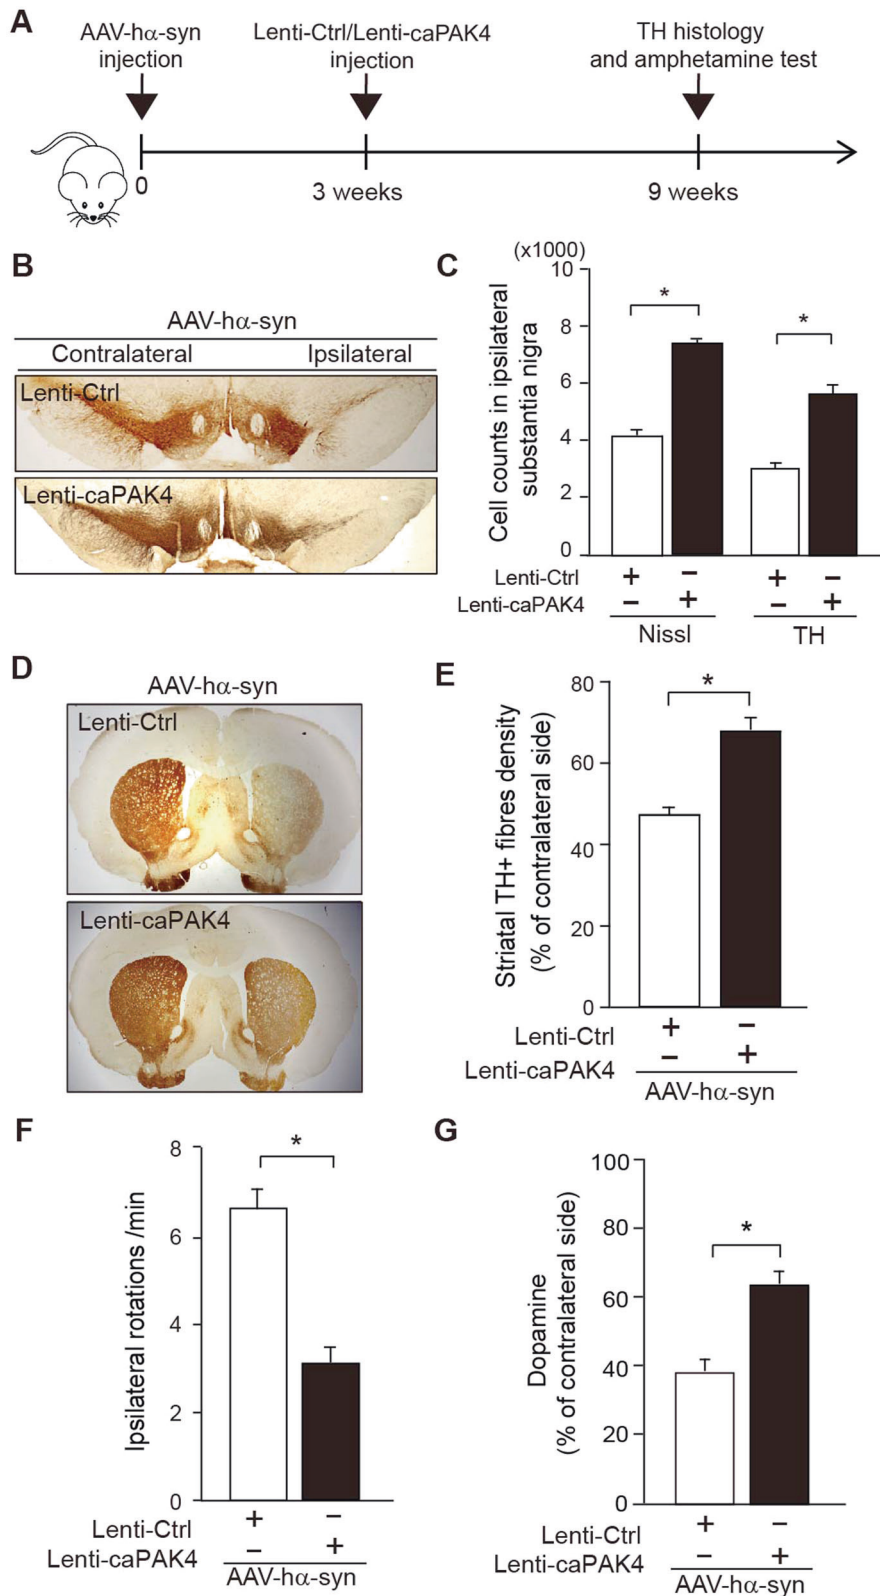 A
AAV-hα-syn
injection
Lenti-Ctrl/Lenti-caPAK4
injection
TH histology
and amphetamine test
0
3 weeks
9 weeks
B
AAV-hα-syn
Contralateral
Ipsilateral
Lenti-Ctrl
Lenti-caPAK4
C
(x1000)
Cell counts in ipsilateral
substantia nigra
10
8
6
4
2
0
*
*
Lenti-Ctrl + − + −
Lenti-caPAK4 − + − +
Nissl
TH
D
AAV-hα-syn
Lenti-Ctrl
Lenti-caPAK4
E
Striatal TH+ fibres density
(% of contralateral side)
80
60
40
20
0
*
Lenti-Ctrl + −
Lenti-caPAK4 − +
AAV-hα-syn
F
Ipsilateral rotations /min
8
6
4
2
0
*
Lenti-Ctrl + −
Lenti-caPAK4 − +
AAV-hα-syn
G
Dopamine
(% of contralateral side)
100
80
60
40
20
0
*
Lenti-Ctrl + −
Lenti-caPAK4 − +
AAV-hα-syn